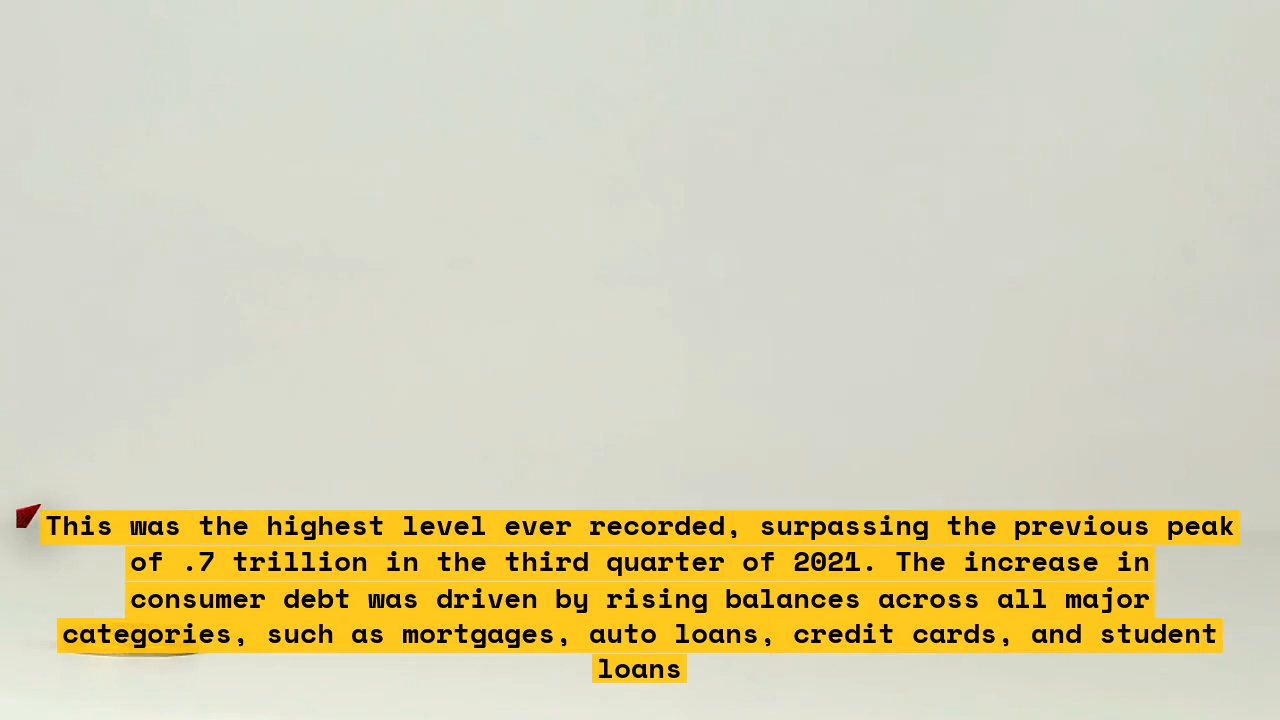 This was the highest level ever recorded, surpassing the previous peak
of .7 trillion in the third quarter of 2021. The increase in
consumer debt was driven by rising balances across all major
categories, such as mortgages, auto loans, credit cards, and student
loans